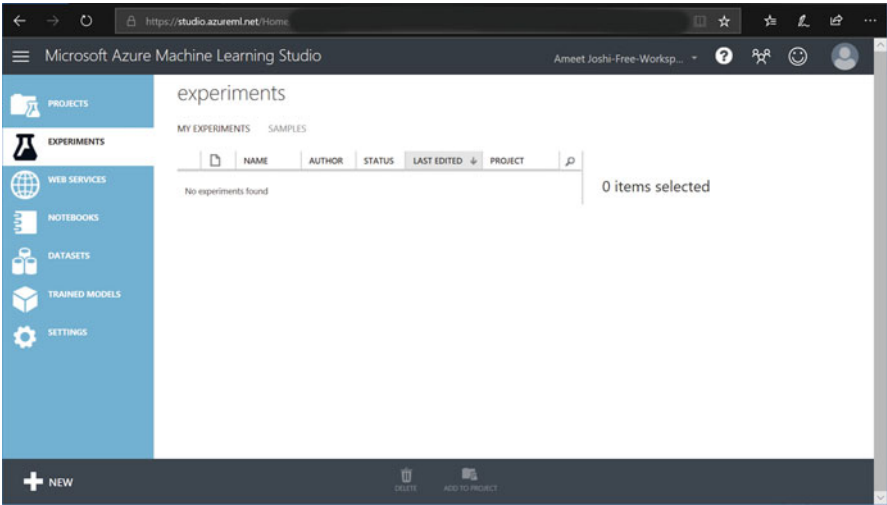 https://studio.azureml.net/Home
Microsoft Azure Machine Learning Studio
Ameet Joshi-Free-Worksp...
PROJECTS
EXPERIMENTS
WEB SERVICES
NOTEBOOKS
DATASETS
TRAINED MODELS
SETTINGS
experiments
MY EXPERIMENTS SAMPLES
NAME AUTHOR STATUS LAST EDITED PROJECT
No experiments found
0 items selected
NEW
DELETE
ADD TO PROJECT